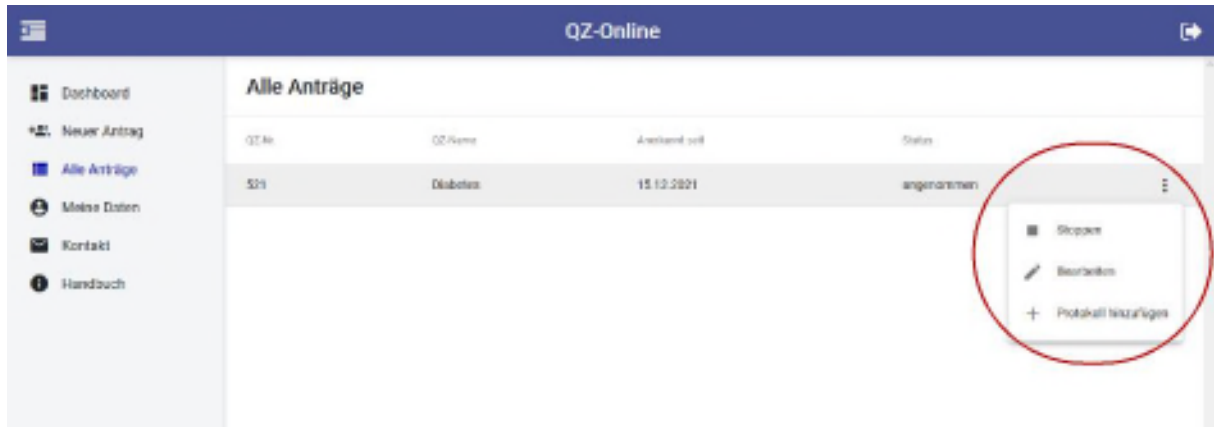 QZ-Online
Dashboard
Neuer Antrag
Alle Anträge
Meine Daten
Kontakt
Handbuch
Alle Anträge
QZ-Nr. QZ-Name Anerkannt seit Status
521 Diabetes 15.12.2021 angenommen
Stoppen
Bearbeiten
Protokoll hinzufügen